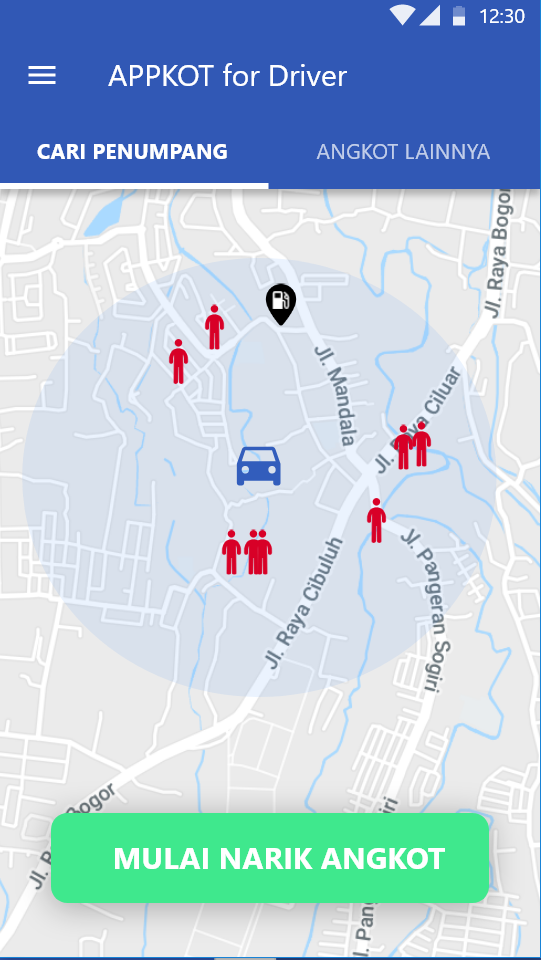 12:30
APPKOT for Driver
CARI PENUMPANG
ANGKOT LAINNYA
Jl. Raya Bogor
Jl. Mandala
Jl. Raya Ciluar
Jl. Pangeran Sogiri
Jl. Raya Cibuluh
Bogor
MULAI NARIK ANGKOT